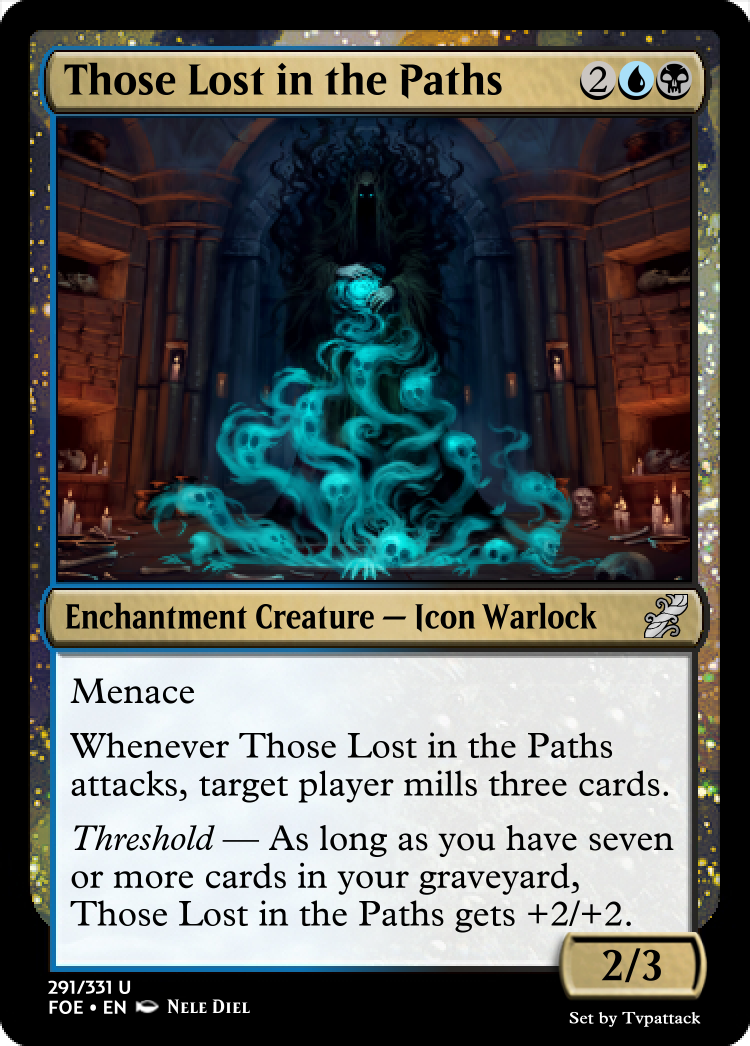 Those Lost in the Paths 2
Enchantment Creature — Icon Warlock
Menace
Whenever Those Lost in the Paths
attacks, target player mills three cards.
Threshold — As long as you have seven
or more cards in your graveyard,
Those Lost in the Paths gets +2/+2.
2/3
291/331 U
FOE • EN NELE DIEL
Set by Tvpattack